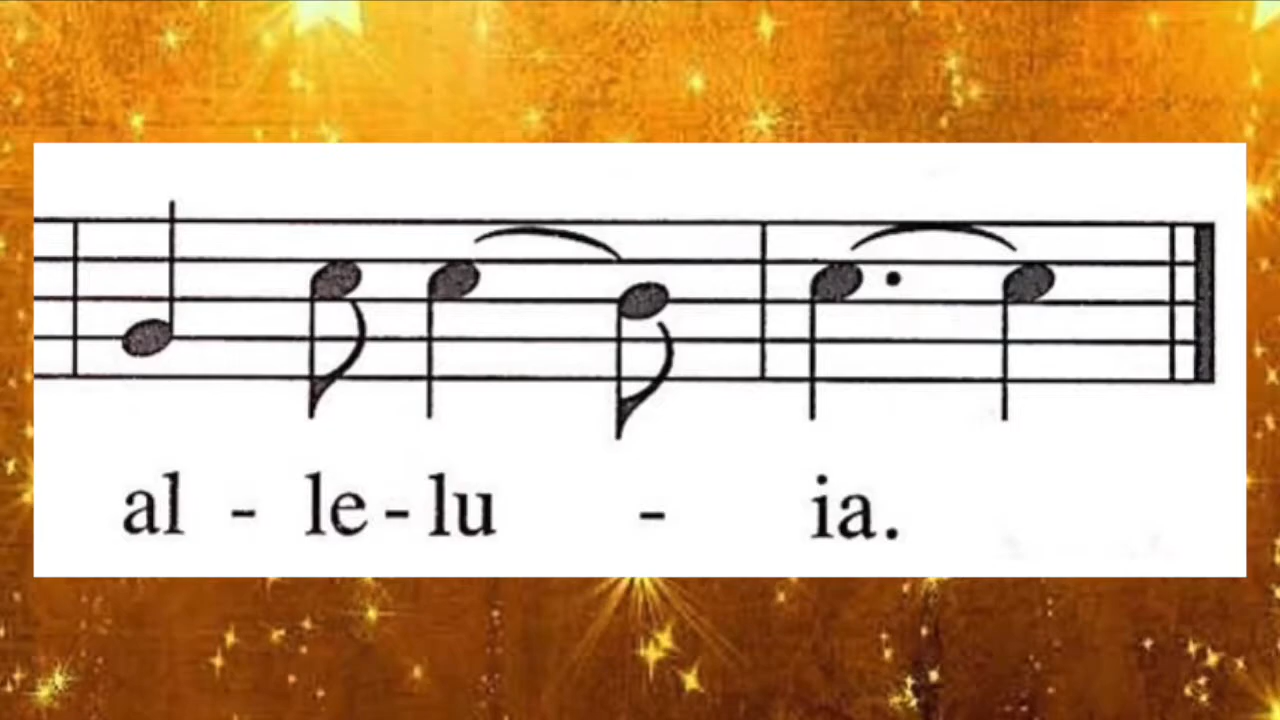 al - le - lu - ia.